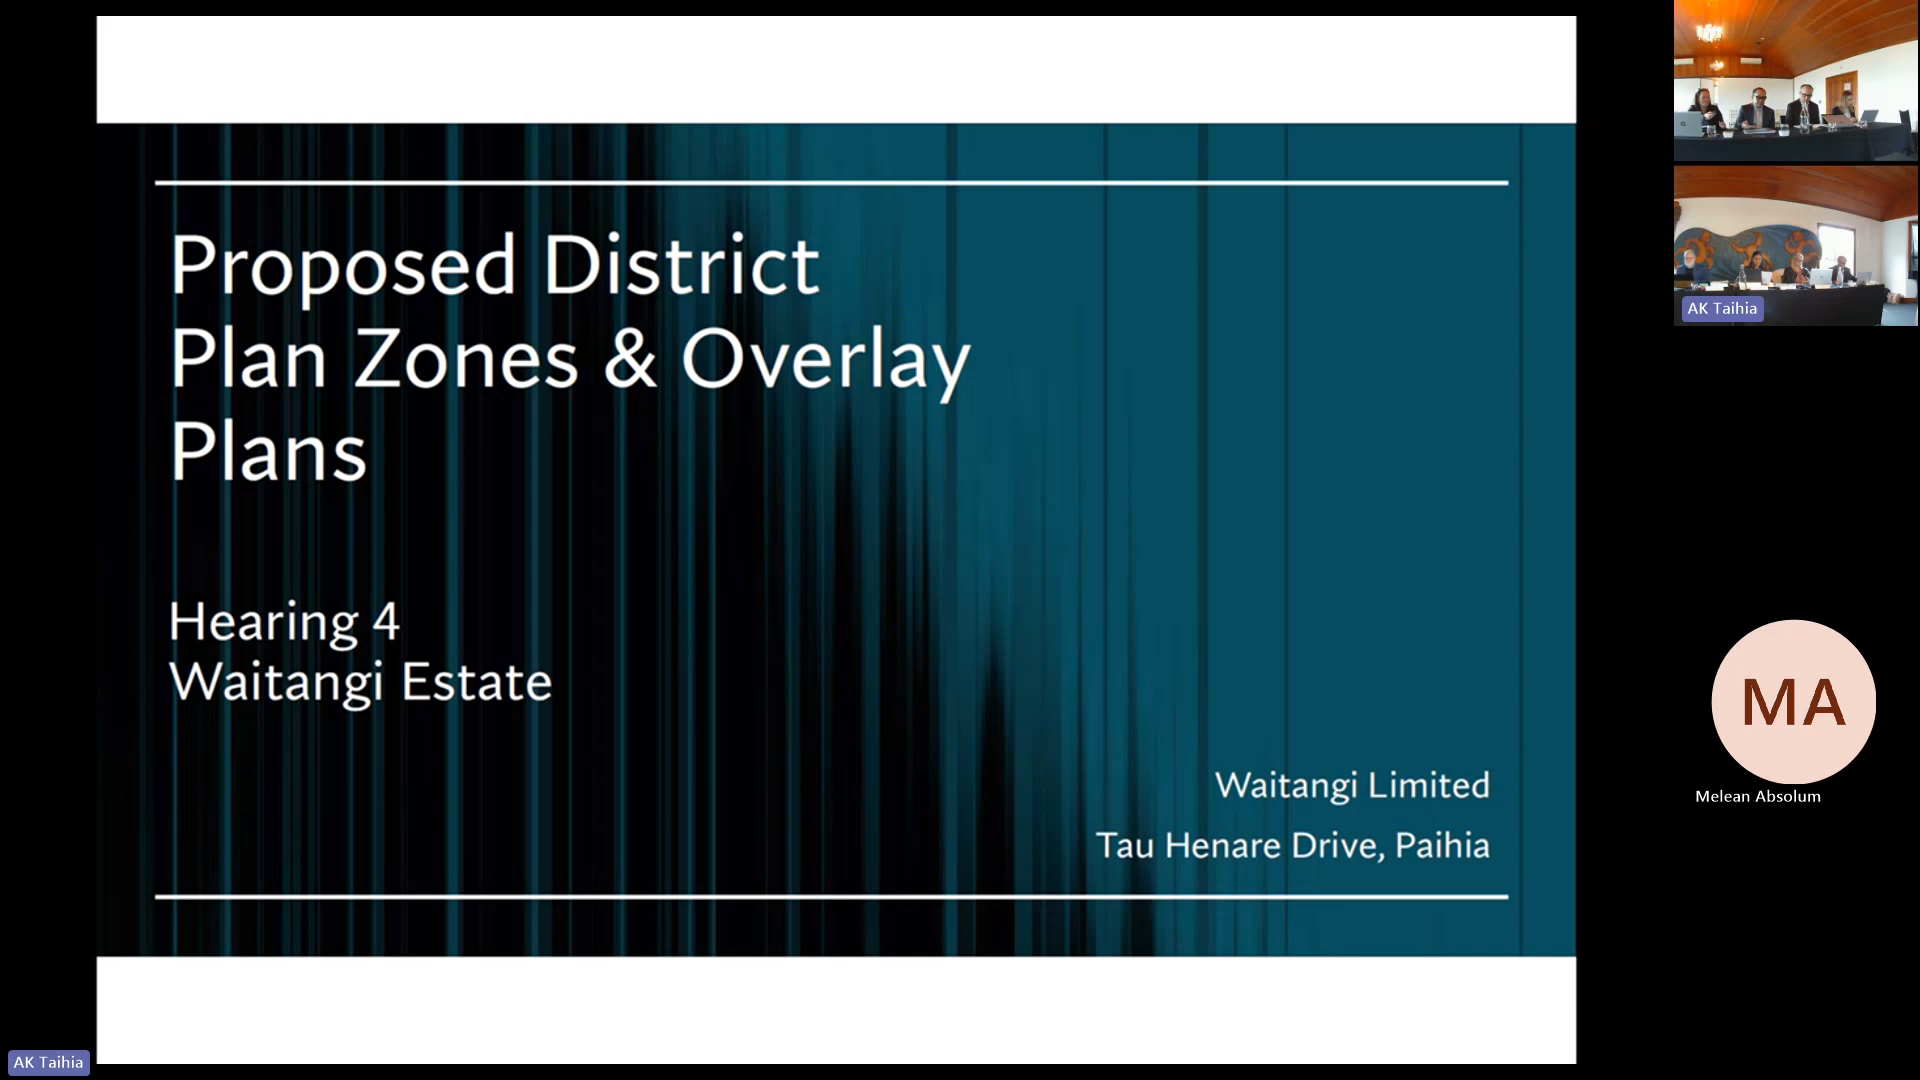 Proposed District
Plan Zones & Overlay
Plans
Hearing 4
Waitangi Estate
Waitangi Limited
Tau Henare Drive, Paihia
AK Taihia
MA
Melean Absolum
AK Taihia